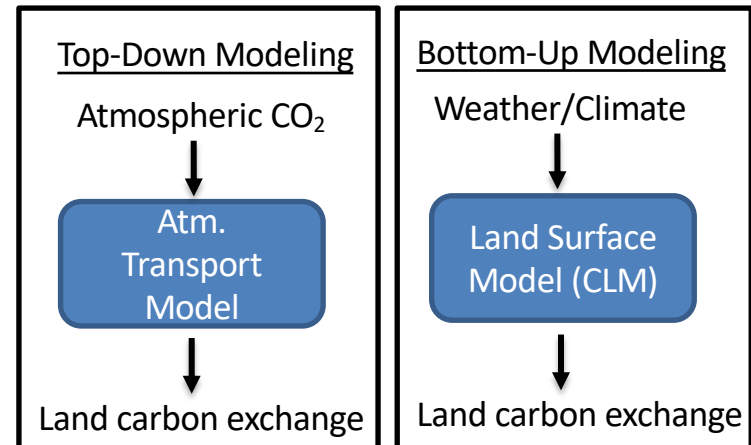 Top-Down Modeling
Atmospheric CO₂
Atm.
Transport
Model
Land carbon exchange
Bottom-Up Modeling
Weather/Climate
Land Surface
Model (CLM)
Land carbon exchange